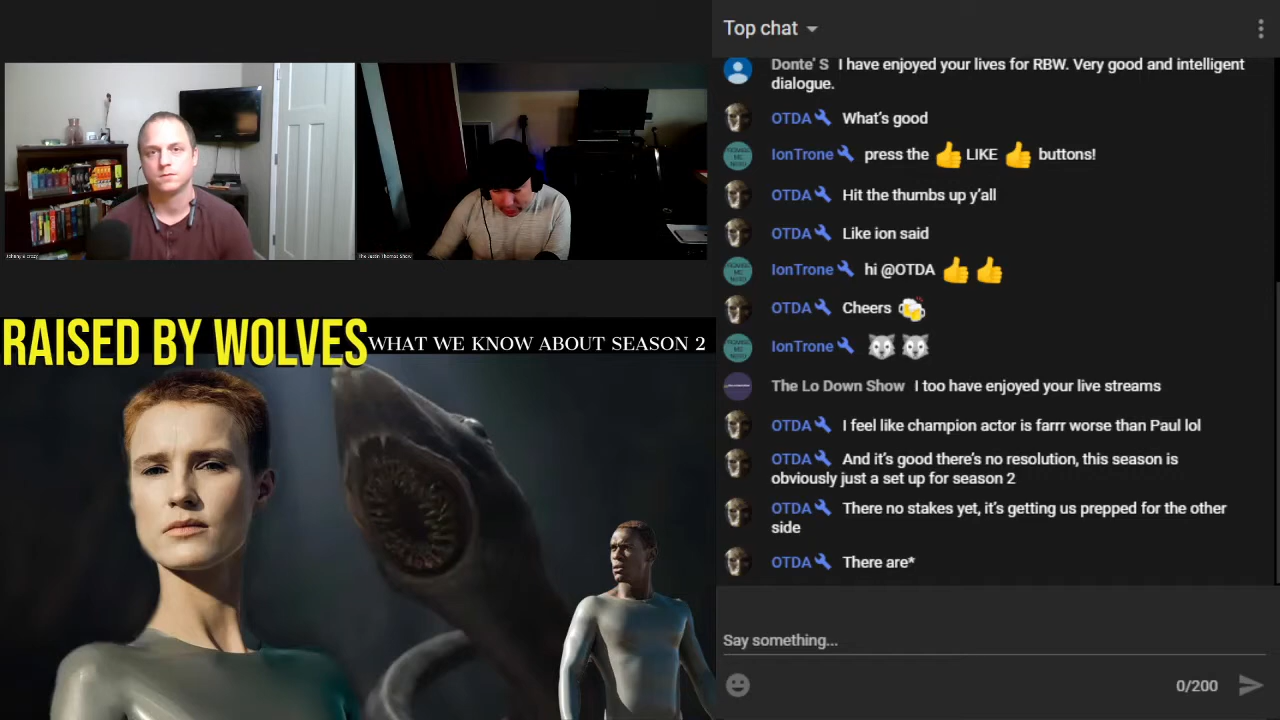 Top chat
Donte' S I have enjoyed your lives for RBW. Very good and intelligent
dialogue.
OTDA What's good
IonTrone press the 👍 LIKE 👍 buttons!
OTDA Hit the thumbs up y'all
OTDA Like ion said
IonTrone hi @OTDA 👍 👍
OTDA Cheers 🍻
IonTrone 🐺 🐺
The Lo Down Show I too have enjoyed your live streams
OTDA I feel like champion actor is farrr worse than Paul lol
OTDA And it's good there's no resolution, this season is
obviously just a set up for season 2
OTDA There no stakes yet, it's getting us prepped for the other
side
OTDA There are*
Say something...
0/200
The Justin Thomas Show
RAISED BY WOLVES
WHAT WE KNOW ABOUT SEASON 2